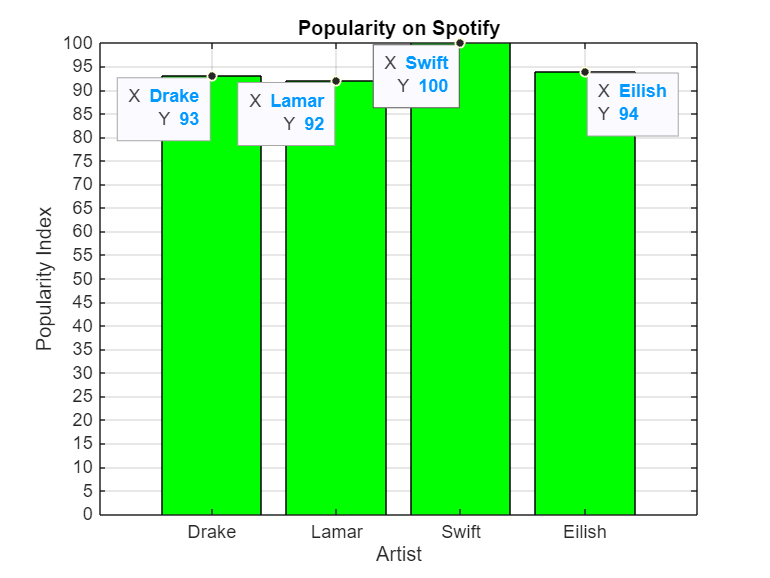 Popularity on Spotify
Popularity Index
100
95
90
85
80
75
70
65
60
55
50
45
40
35
30
25
20
15
10
5
0
X Drake
Y 93
X Lamar
Y 92
X Swift
Y 100
X Eilish
Y 94
Drake Lamar Swift Eilish
Artist